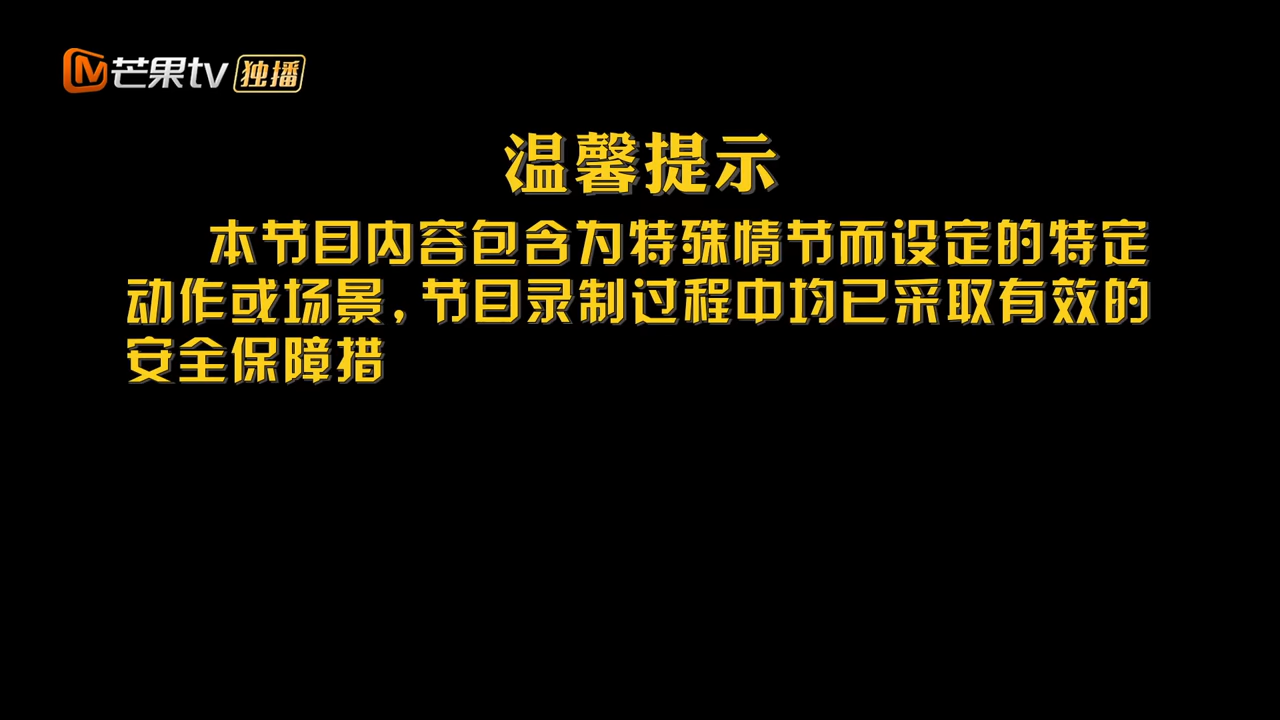 芒果tv 独播
温馨提示
本节目内容包含为特殊情节而设定的特定
动作或场景,节目录制过程中均已采取有效的
安全保障措